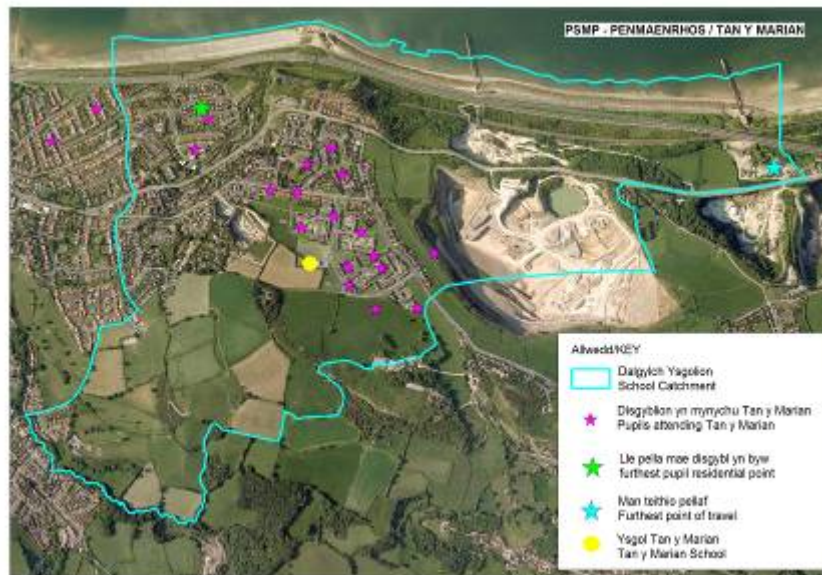 PSMP - PENMAENRHOS / TAN Y MARIAN
Allwedd/KEY
Dalgylch Ysgolion
School Catchment
Disgyblion yn mynychu Tan y Marian
Pupils attending Tan y Marian
Lle pella mae disgybl yn byw
furthest pupil residential point
Man teithio pellaf
Furthest point of travel
Ysgol Tan y Marian
Tan y Marian School